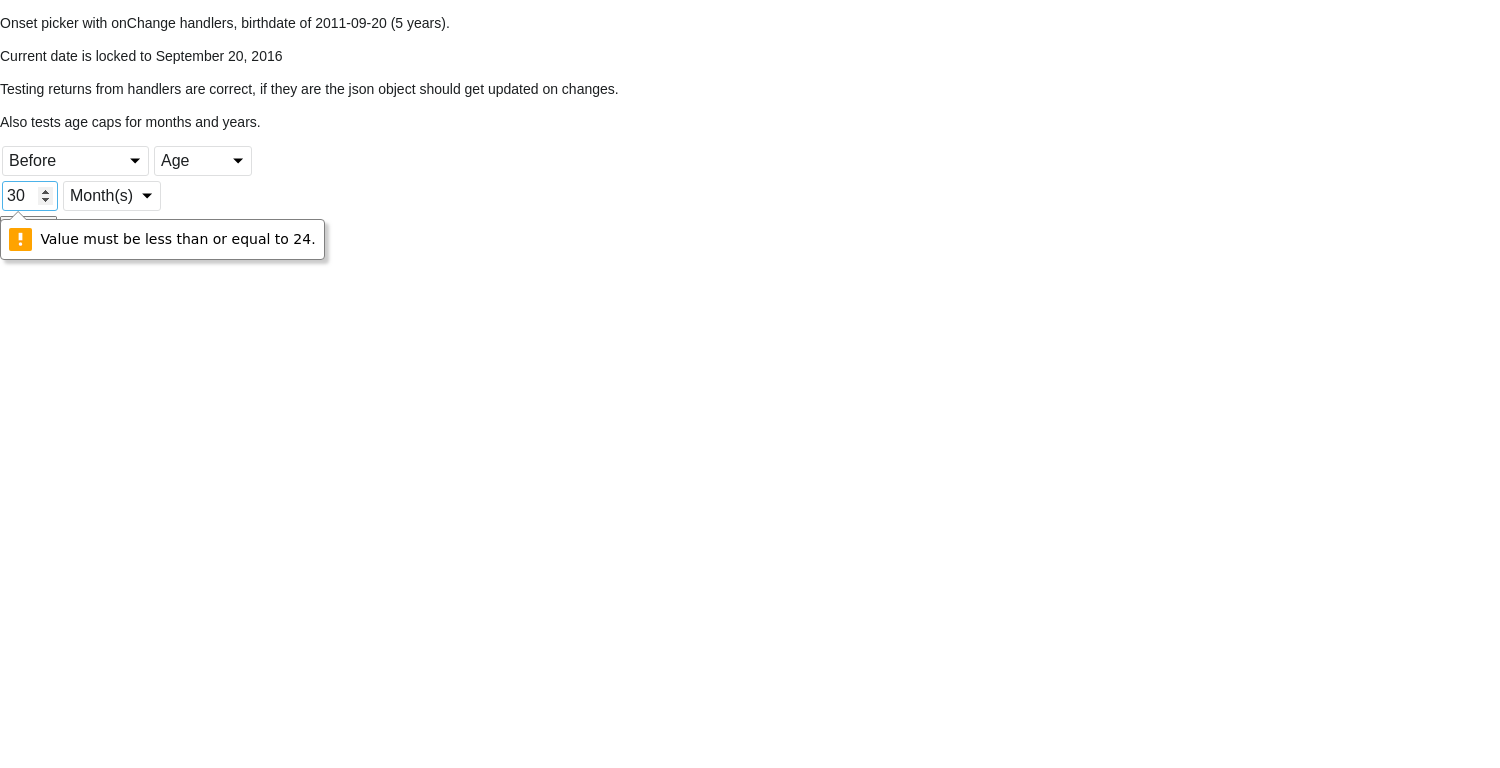 Onset picker with onChange handlers, birthdate of 2011-09-20 (5 years).
Current date is locked to September 20, 2016
Testing returns from handlers are correct, if they are the json object should get updated on changes.
Also tests age caps for months and years.
Before Age
30 Month(s)
Value must be less than or equal to 24.